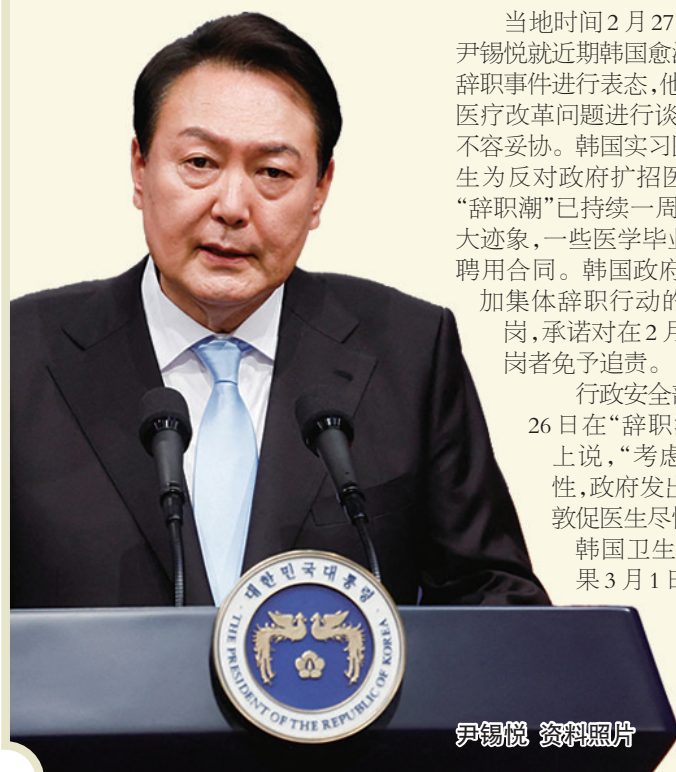 当地时间2月27
尹锡悦就近期韩国愈
辞职事件进行表态,他
医疗改革问题进行谈
不容妥协。韩国实习
生为反对政府扩招医
“辞职潮”已持续一周
大迹象,一些医学毕业
聘用合同。韩国政府
加集体辞职行动的
岗,承诺对在2月
岗者免予追责。
行政安全部
26日在“辞职
上说,“考虑
性,政府发出
敦促医生尽
韩国卫生
果3月1日
대한민국대통령
THE PRESIDENT OF THE REPUBLIC OF KOREA
尹锡悦 资料照片